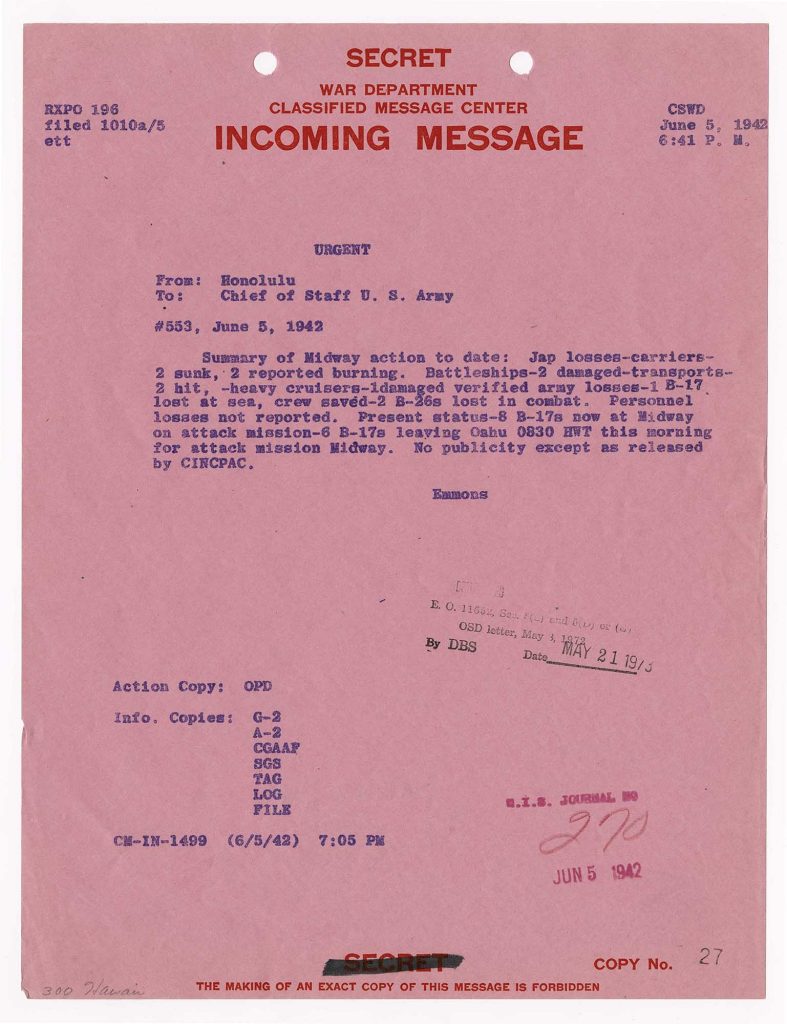 SECRET
WAR DEPARTMENT
CLASSIFIED MESSAGE CENTER
INCOMING MESSAGE
RXPO 196
filed 1010a/5
ett
CSWD
June 5, 1942
6:41 P. M.
URGENT
From: Honolulu
To: Chief of Staff U. S. Army
#553, June 5, 1942
Summary of Midway action to date: Jap losses-carriers-
2 sunk, 2 reported burning. Battleships-2 damaged-transports-
2 hit, -heavy cruisers-1damaged verified army losses-1 B-17
lost at sea, crew saved-2 B-26s lost in combat. Personnel
losses not reported. Present status-8 B-17s now at Midway
on attack mission-6 B-17s leaving Oahu 0830 HWT this morning
for attack mission Midway. No publicity except as released
by CINCPAC.
Emmons
E. O. 11652, Sec. and or
OSD letter, May 3, 1972
By DBS Date MAY 21 1973
Action Copy: OPD
Info. Copies: G-2
A-2
CGAAF
SGS
TAG
LOG
FILE
CM-IN-1499 (6/5/42) 7:05 PM
JOURNAL NO
270
JUN 5 1942
SECRET
COPY No. 27
THE MAKING OF AN EXACT COPY OF THIS MESSAGE IS FORBIDDEN
300 Hawaii